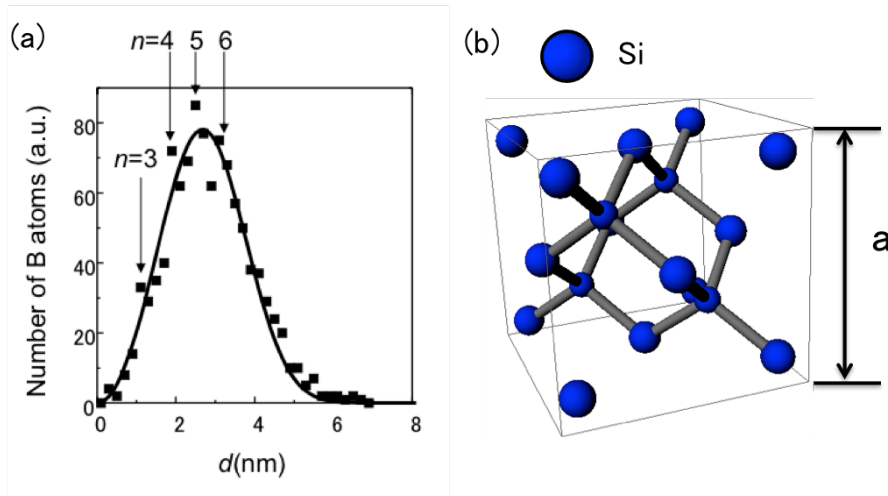 (a)
n=4 5 6
n=3
Number of B atoms (a.u.)
80
60
40
20
0
0 2 4 6 8
d(nm)
(b)
Si
a